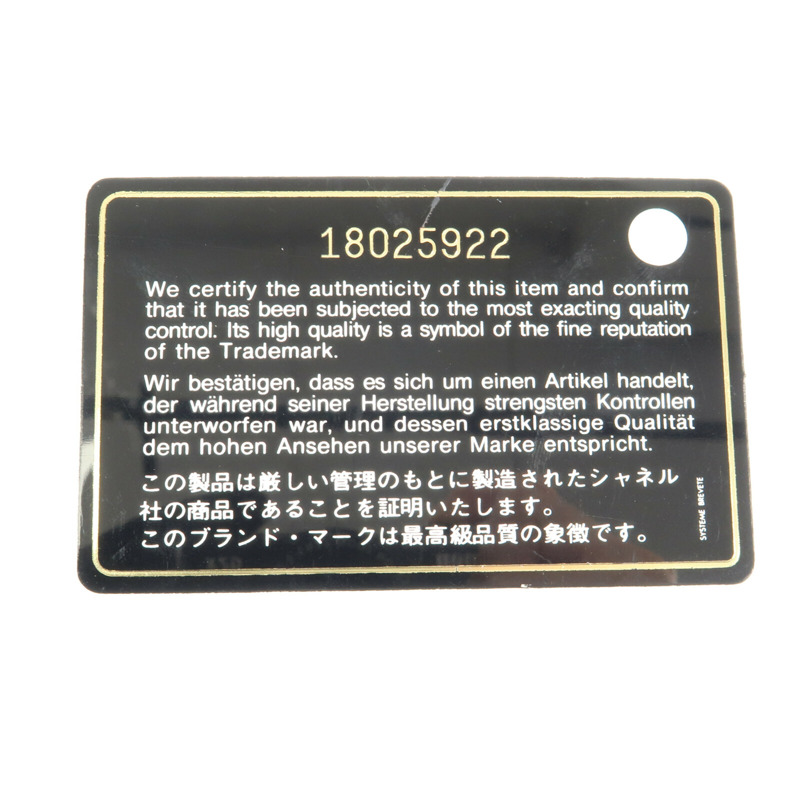 18025922
We certify the authenticity of this item and confirm
that it has been subjected to the most exacting quality
control. Its high quality is a symbol of the fine reputation
of the Trademark.
Wir bestätigen, dass es sich um einen Artikel handelt,
der während seiner Herstellung strengsten Kontrollen
unterworfen war, und dessen erstklassige Qualität
dem hohen Ansehen unserer Marke entspricht.
この製品は厳しい管理のもとに製造されたシャネル
社の商品であることを証明いたします。
このブランド・マークは最高級品質の象徴です。
SYSTEME BREVETE